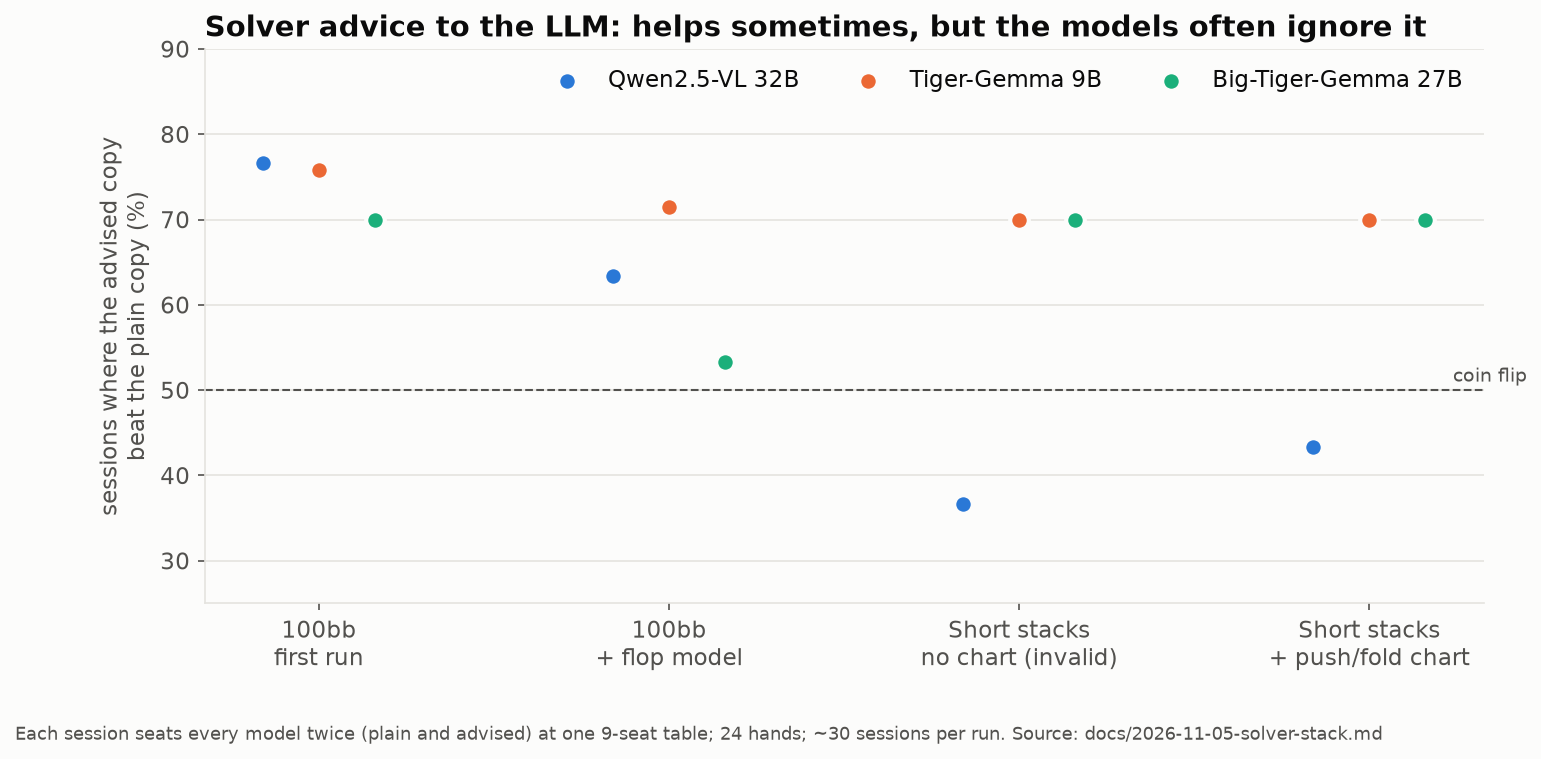 Solver advice to the LLM: helps sometimes, but the models often ignore it
Qwen2.5-VL 32B
Tiger-Gemma 9B
Big-Tiger-Gemma 27B
sessions where the advised copy
beat the plain copy (%)
90
80
70
60
50
40
30
coin flip
100bb
first run
100bb
+ flop model
Short stacks
no chart (invalid)
Short stacks
+ push/fold chart
Each session seats every model twice (plain and advised) at one 9-seat table; 24 hands; ~30 sessions per run. Source: docs/2026-11-05-solver-stack.md